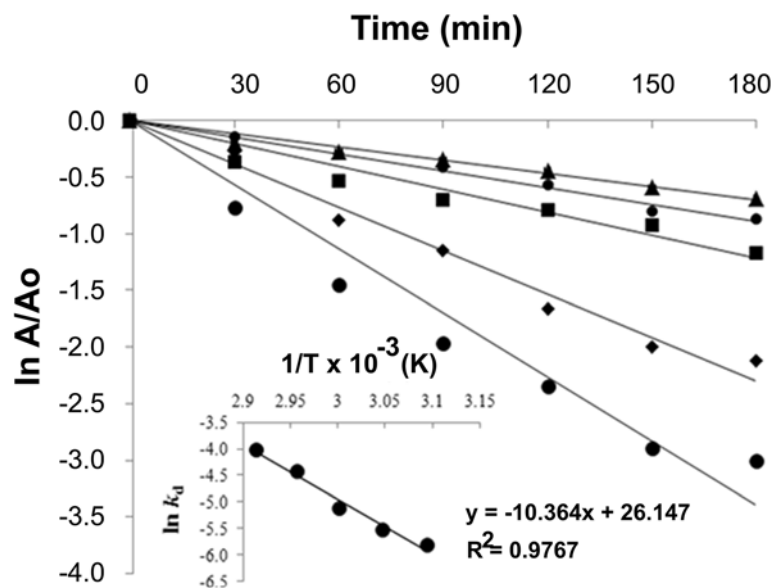 Time (min)
0 30 60 90 120 150 180
0.0
-0.5
-1.0
-1.5
-2.0
-2.5
-3.0
-3.5
-4.0
ln A/Ao
1/T x 10-3 (K)
2.9 2.95 3 3.05 3.1 3.15
-3.5
-4.0
-4.5
-5.0
-5.5
-6.0
-6.5
ln kd
y = -10.364x + 26.147
R2= 0.9767